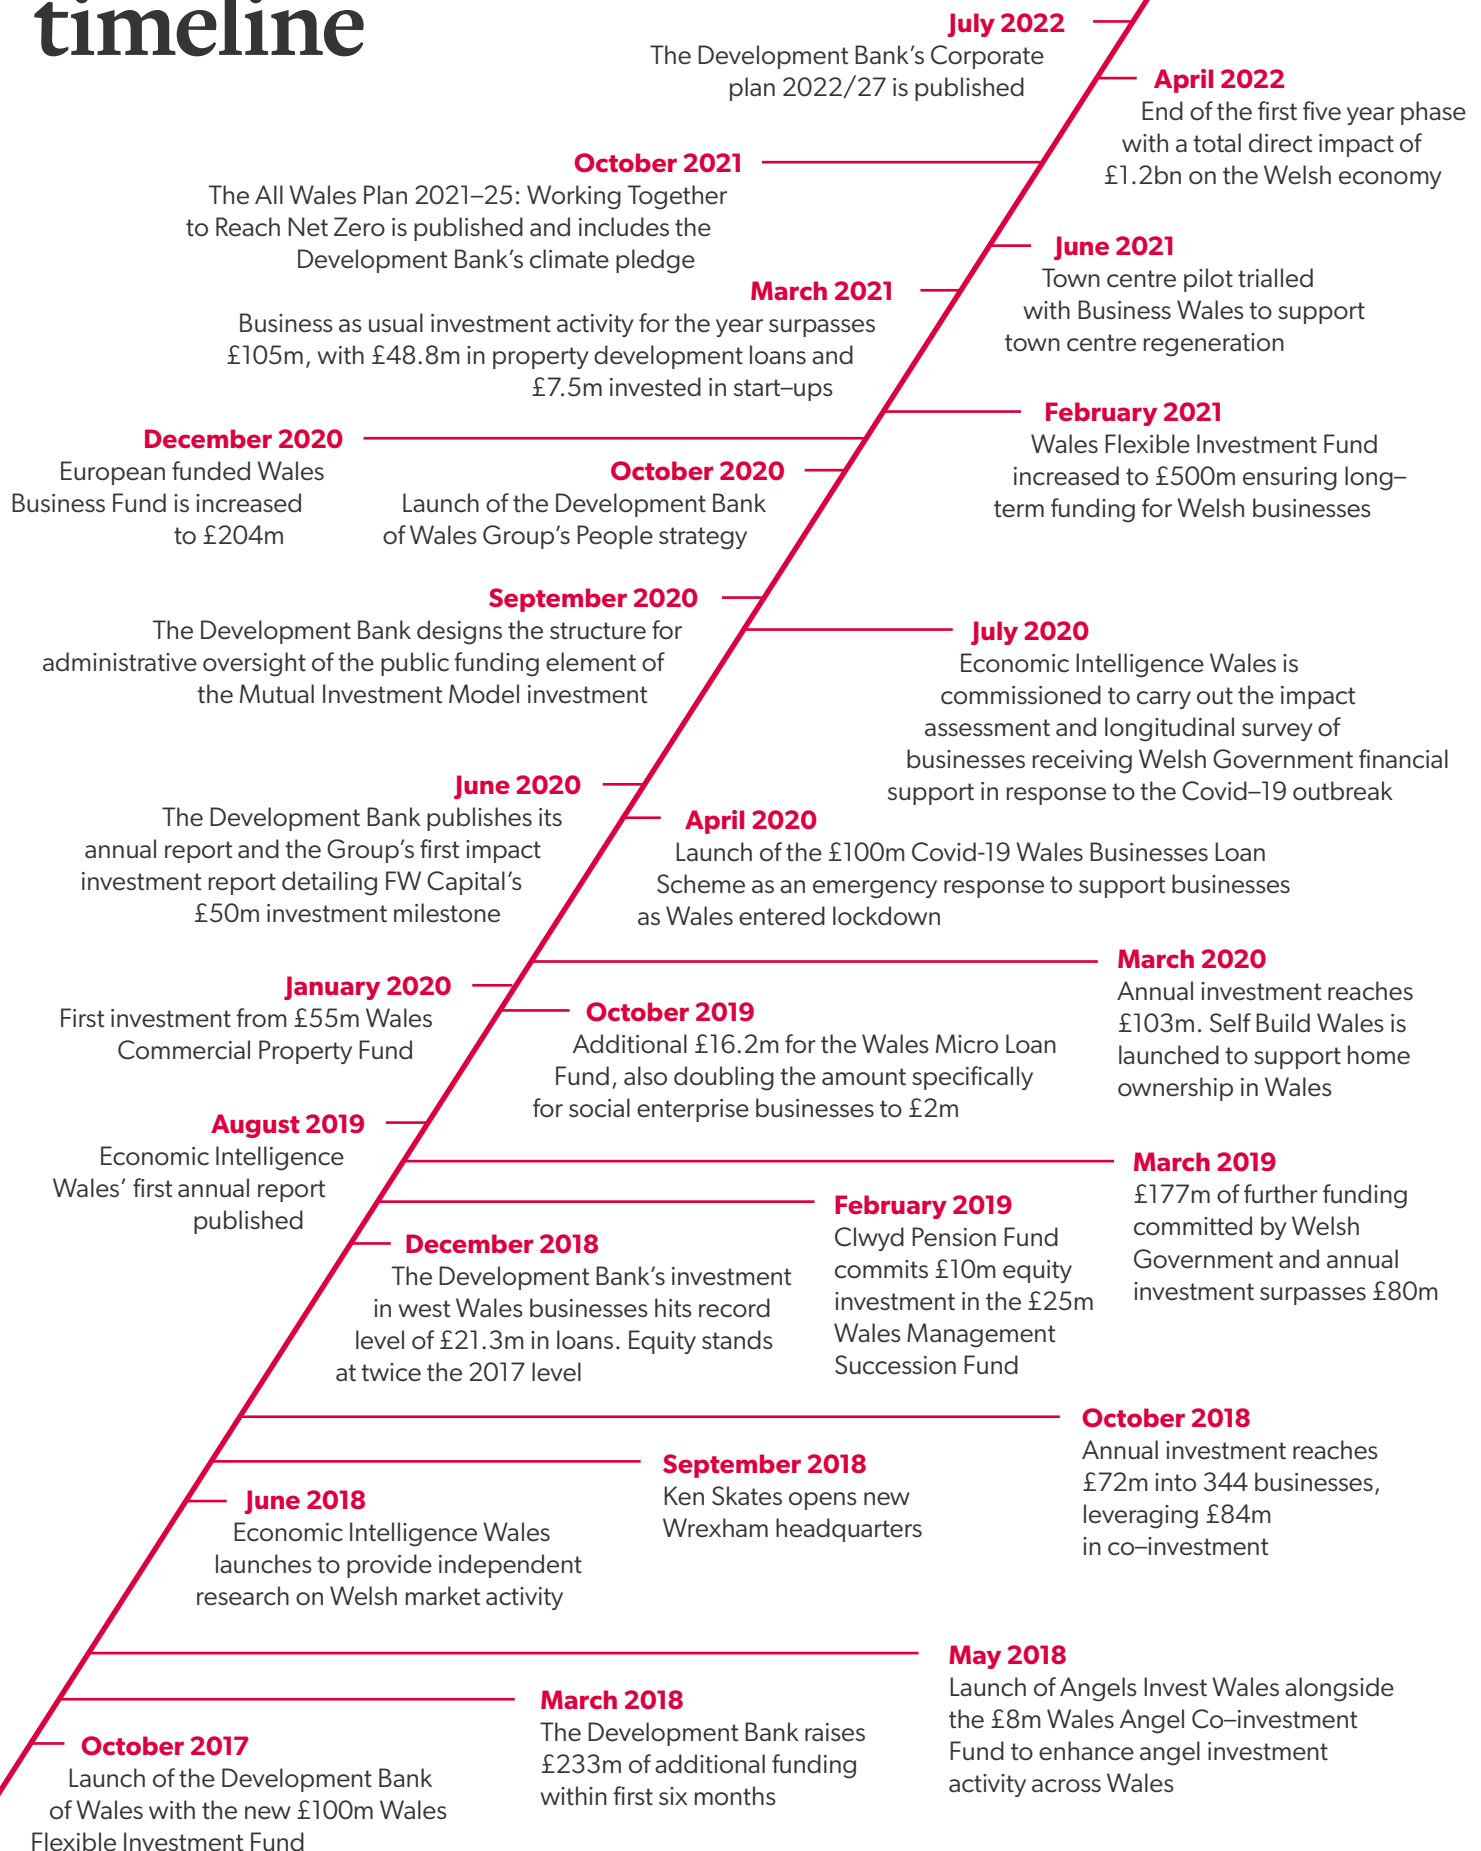 timeline
July 2022
The Development Bank’s Corporate
plan 2022/27 is published
April 2022
End of the first five year phase
with a total direct impact of
£1.2bn on the Welsh economy
October 2021
The All Wales Plan 2021–25: Working Together
to Reach Net Zero is published and includes the
Development Bank’s climate pledge
June 2021
Town centre pilot trialled
with Business Wales to support
town centre regeneration
March 2021
Business as usual investment activity for the year surpasses
£105m, with £48.8m in property development loans and
£7.5m invested in start–ups
February 2021
Wales Flexible Investment Fund
increased to £500m ensuring long–
term funding for Welsh businesses
December 2020
European funded Wales
Business Fund is increased
to £204m
October 2020
Launch of the Development Bank
of Wales Group’s People strategy
September 2020
The Development Bank designs the structure for
administrative oversight of the public funding element of
the Mutual Investment Model investment
July 2020
Economic Intelligence Wales is
commissioned to carry out the impact
assessment and longitudinal survey of
businesses receiving Welsh Government financial
support in response to the Covid–19 outbreak
June 2020
The Development Bank publishes its
annual report and the Group’s first impact
investment report detailing FW Capital’s
£50m investment milestone
April 2020
Launch of the £100m Covid-19 Wales Businesses Loan
Scheme as an emergency response to support businesses
as Wales entered lockdown
March 2020
Annual investment reaches
£103m. Self Build Wales is
launched to support home
ownership in Wales
January 2020
First investment from £55m Wales
Commercial Property Fund
October 2019
Additional £16.2m for the Wales Micro Loan
Fund, also doubling the amount specifically
for social enterprise businesses to £2m
August 2019
Economic Intelligence
Wales’ first annual report
published
March 2019
£177m of further funding
committed by Welsh
Government and annual
investment surpasses £80m
February 2019
Clwyd Pension Fund
commits £10m equity
investment in the £25m
Wales Management
Succession Fund
December 2018
The Development Bank’s investment
in west Wales businesses hits record
level of £21.3m in loans. Equity stands
at twice the 2017 level
October 2018
Annual investment reaches
£72m into 344 businesses,
leveraging £84m
in co–investment
September 2018
Ken Skates opens new
Wrexham headquarters
June 2018
Economic Intelligence Wales
launches to provide independent
research on Welsh market activity
May 2018
Launch of Angels Invest Wales alongside
the £8m Wales Angel Co–investment
Fund to enhance angel investment
activity across Wales
March 2018
The Development Bank raises
£233m of additional funding
within first six months
October 2017
Launch of the Development Bank
of Wales with the new £100m Wales
Flexible Investment Fund